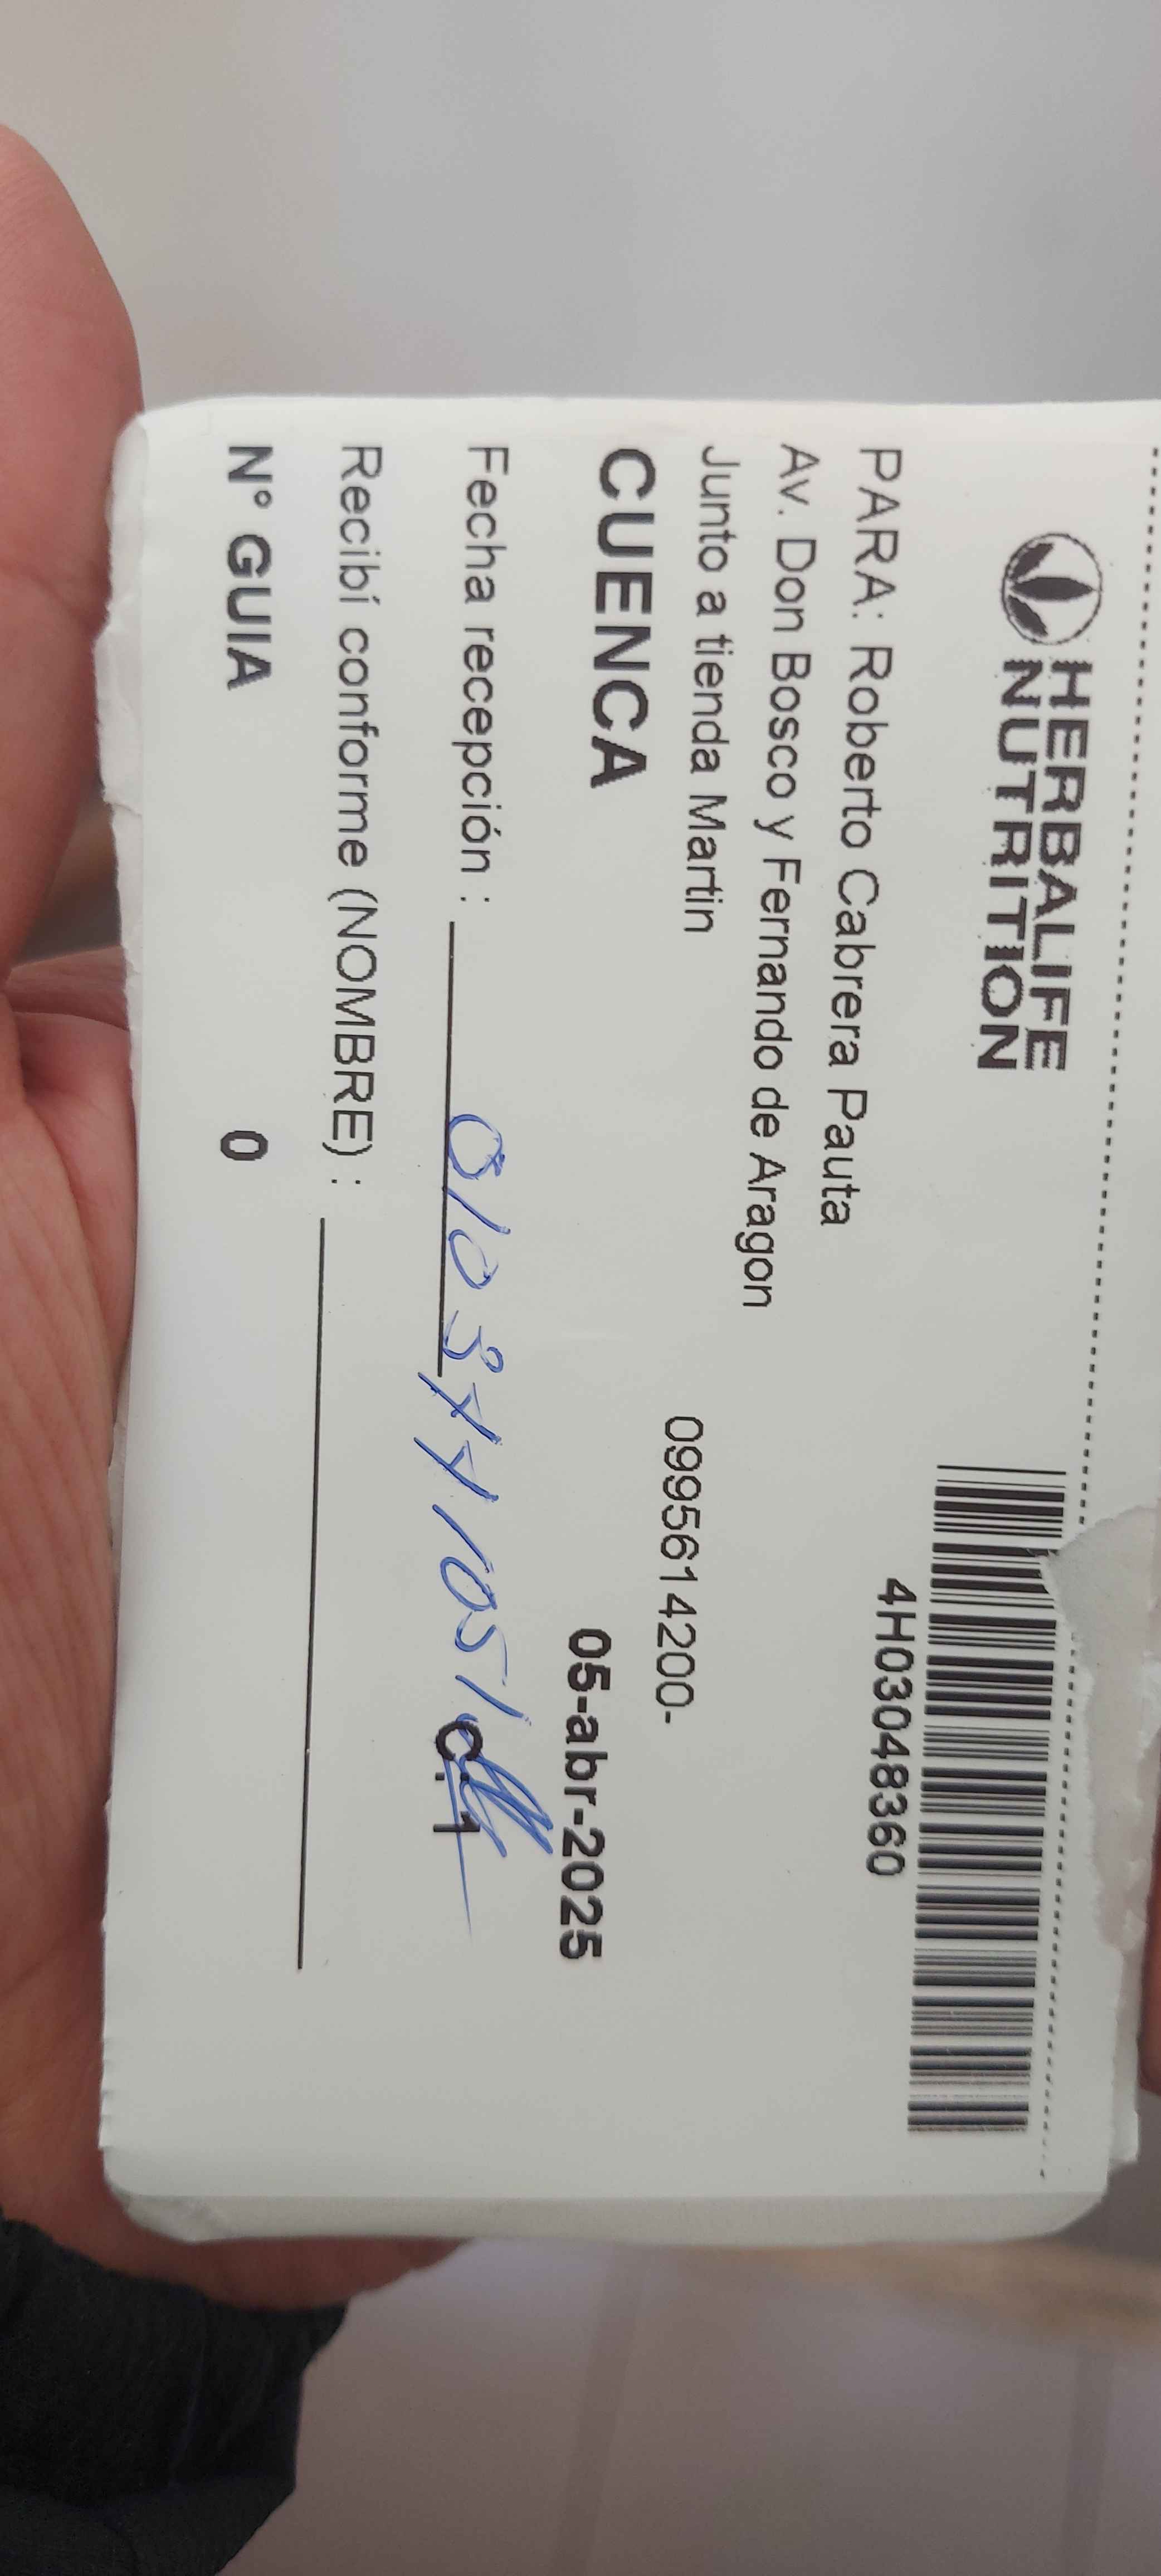 HERBALIFE
NUTRITION
4H03048360
PARA: Roberto Cabrera Pauta
Av. Don Bosco y Fernando de Aragon
Junto a tienda Martin
0995614200-
CUENCA
05-abr-2025
Fecha recepción :
C.1
Recibí conforme (NOMBRE) :
N° GUIA 0